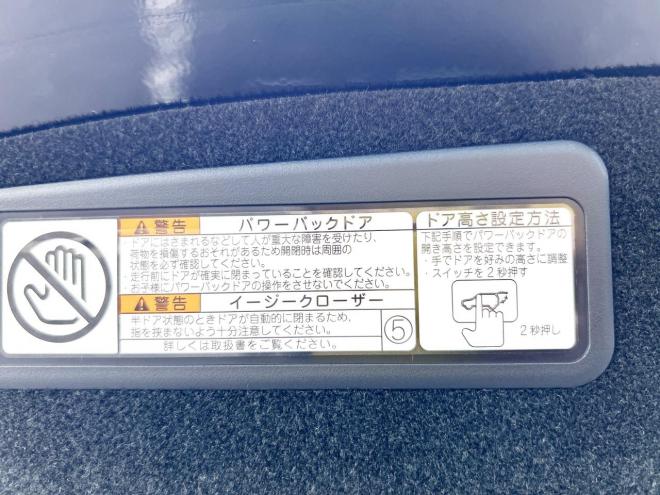 警告 パワーバックドア
ドアにはさまれるなどして人が重大な障害を受けたり、
荷物を損傷するおそれがあるため開閉時は周囲の
状態を必ず確認してください。
・走行前にドアが確実に閉まっていることを確認してください。
・お子様にパワーバックドアの操作をさせないでください。
警告 イージークローザー
半ドア状態のときドアが自動的に閉まるため、
指を挟まないよう十分注意してください。
⑤
詳しくは取扱書をご覧ください。
ドア高さ設定方法
下記手順でパワーバックドアの
開き高さを設定できます。
・手でドアを好みの高さに調整
・スイッチを2秒押す
2秒押し